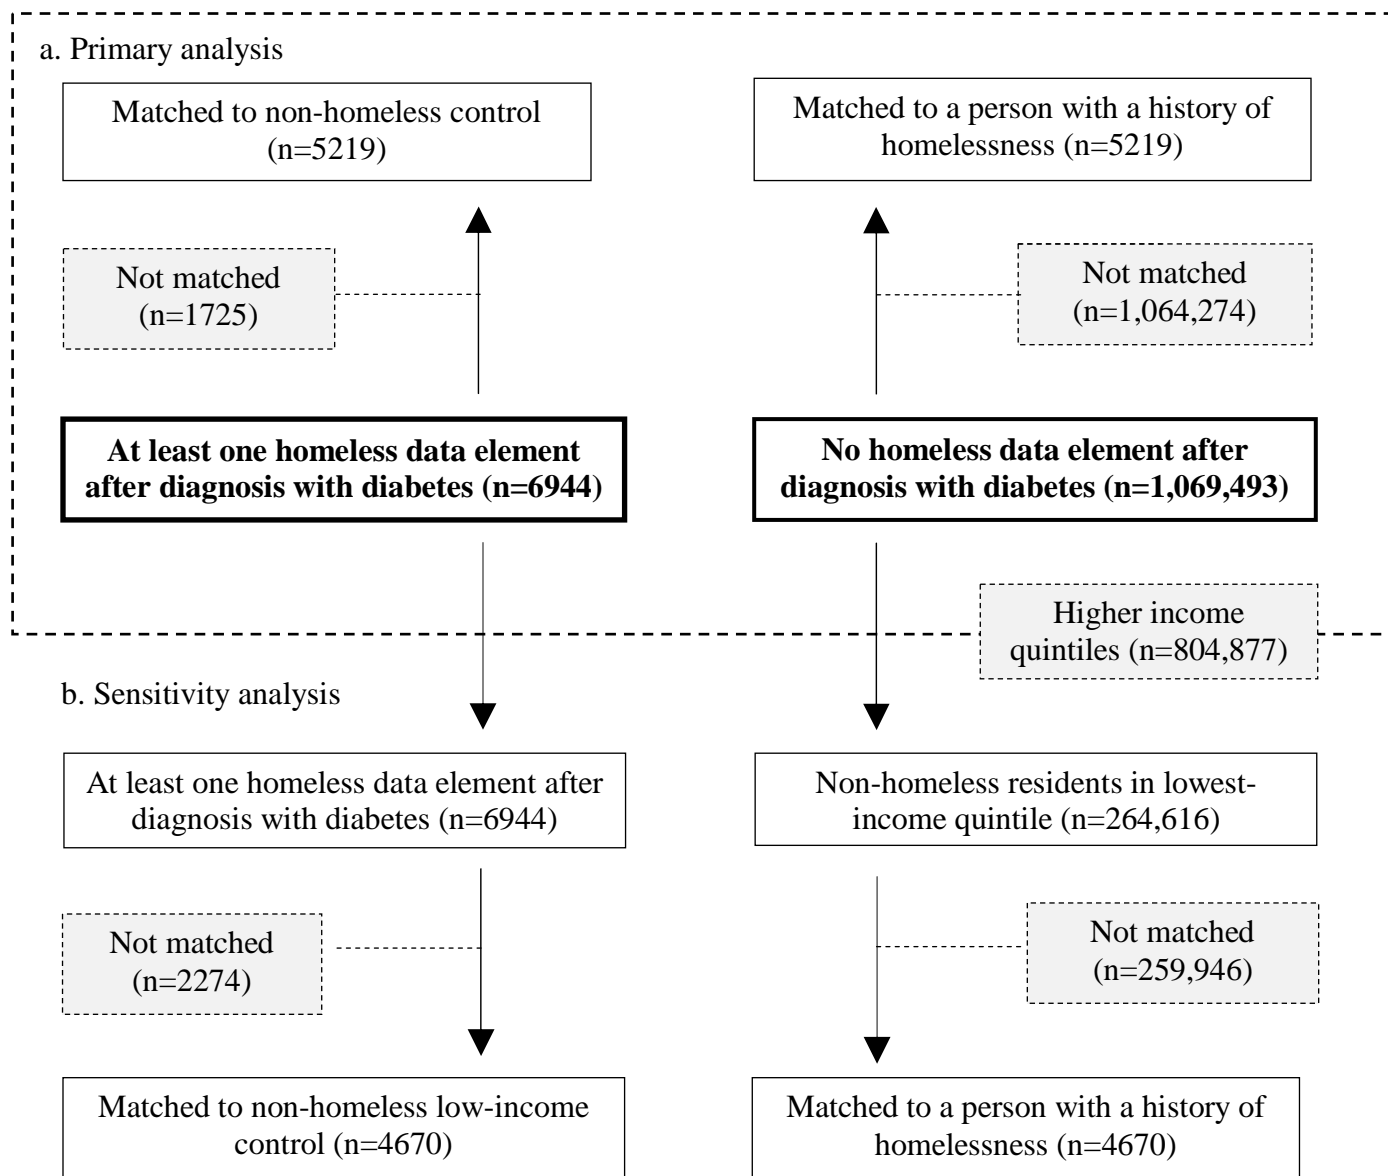 a. Primary analysis
Matched to non-homeless control
(n=5219)
Matched to a person with a history of
homelessness (n=5219)
Not matched
(n=1725)
Not matched
(n=1,064,274)
At least one homeless data element
after diagnosis with diabetes (n=6944)
No homeless data element after
diagnosis with diabetes (n=1,069,493)
Higher income
quintiles (n=804,877)
b. Sensitivity analysis
At least one homeless data element after
diagnosis with diabetes (n=6944)
Non-homeless residents in lowest-
income quintile (n=264,616)
Not matched
(n=2274)
Not matched
(n=259,946)
Matched to non-homeless low-income
control (n=4670)
Matched to a person with a history of
homelessness (n=4670)